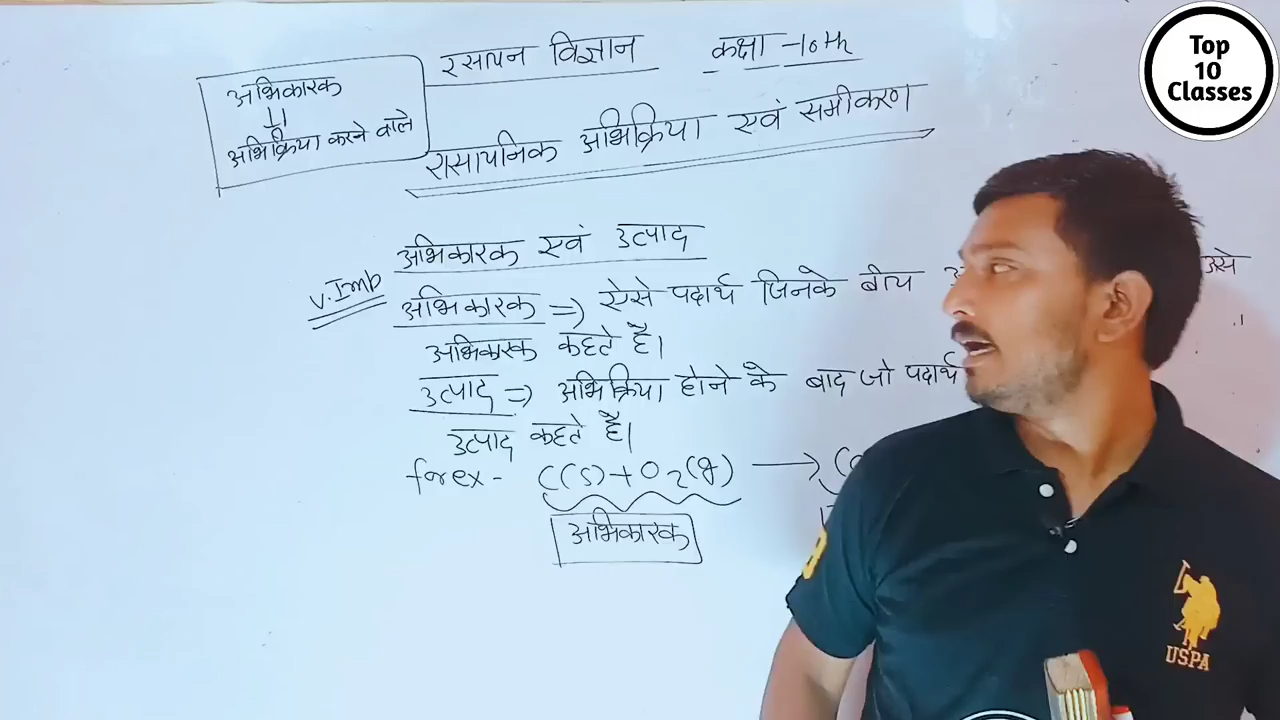 रसायन विज्ञान कक्षा - 10th
Top
10
Classes
अभिकारक
⇓
अभिक्रिया करने वाले
रासायनिक अभिक्रिया एवं समीकरण
अभिकारक एवं उत्पाद
V. Imp
अभिकारक => ऐसे पदार्थ जिनके बीच उसे
अभिकारक कहते है।
उत्पाद => अभिक्रिया होने के बाद जो पदार्थ
उत्पाद कहते है।
for ex - C(s) + O2(g) →
अभिकारक
USPA